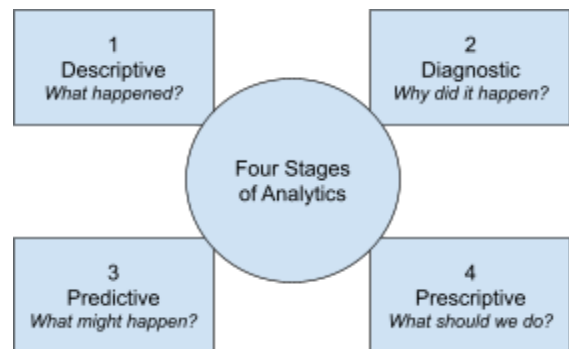 1
Descriptive
What happened?
2
Diagnostic
Why did it happen?
Four Stages
of Analytics
3
Predictive
What might happen?
4
Prescriptive
What should we do?